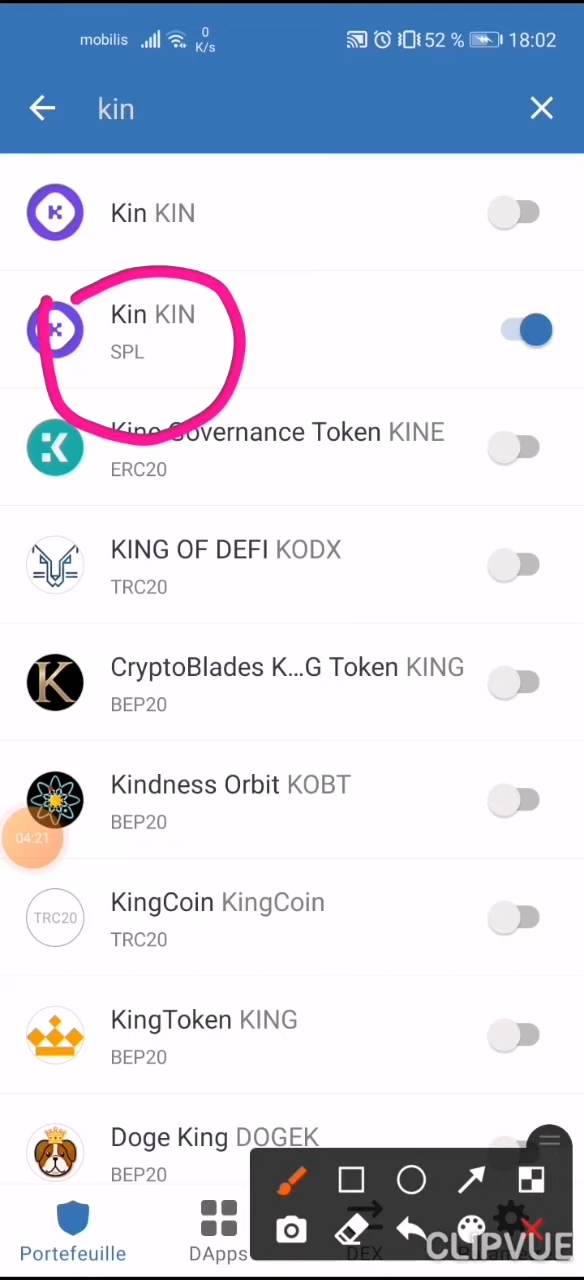 mobilis 0 K/s 52 % 18:02
kin
Kin KIN
Kin KIN
SPL
Kine Governance Token KINE
ERC20
KING OF DEFI KODX
TRC20
CryptoBlades K...G Token KING
BEP20
Kindness Orbit KOBT
BEP20
04:21
KingCoin KingCoin
TRC20
TRC20
KingToken KING
BEP20
Doge King DOGEK
BEP20
Portefeuille
DApps
DEX
CLIPVUE